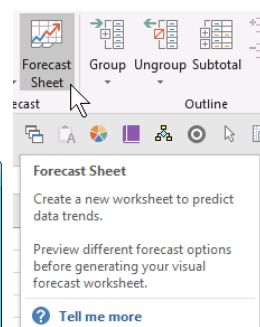 Forecast
Sheet
Group Ungroup Subtotal
ecast
Outline
Forecast Sheet
Create a new worksheet to predict
data trends.
Preview different forecast options
before generating your visual
forecast worksheet.
Tell me more